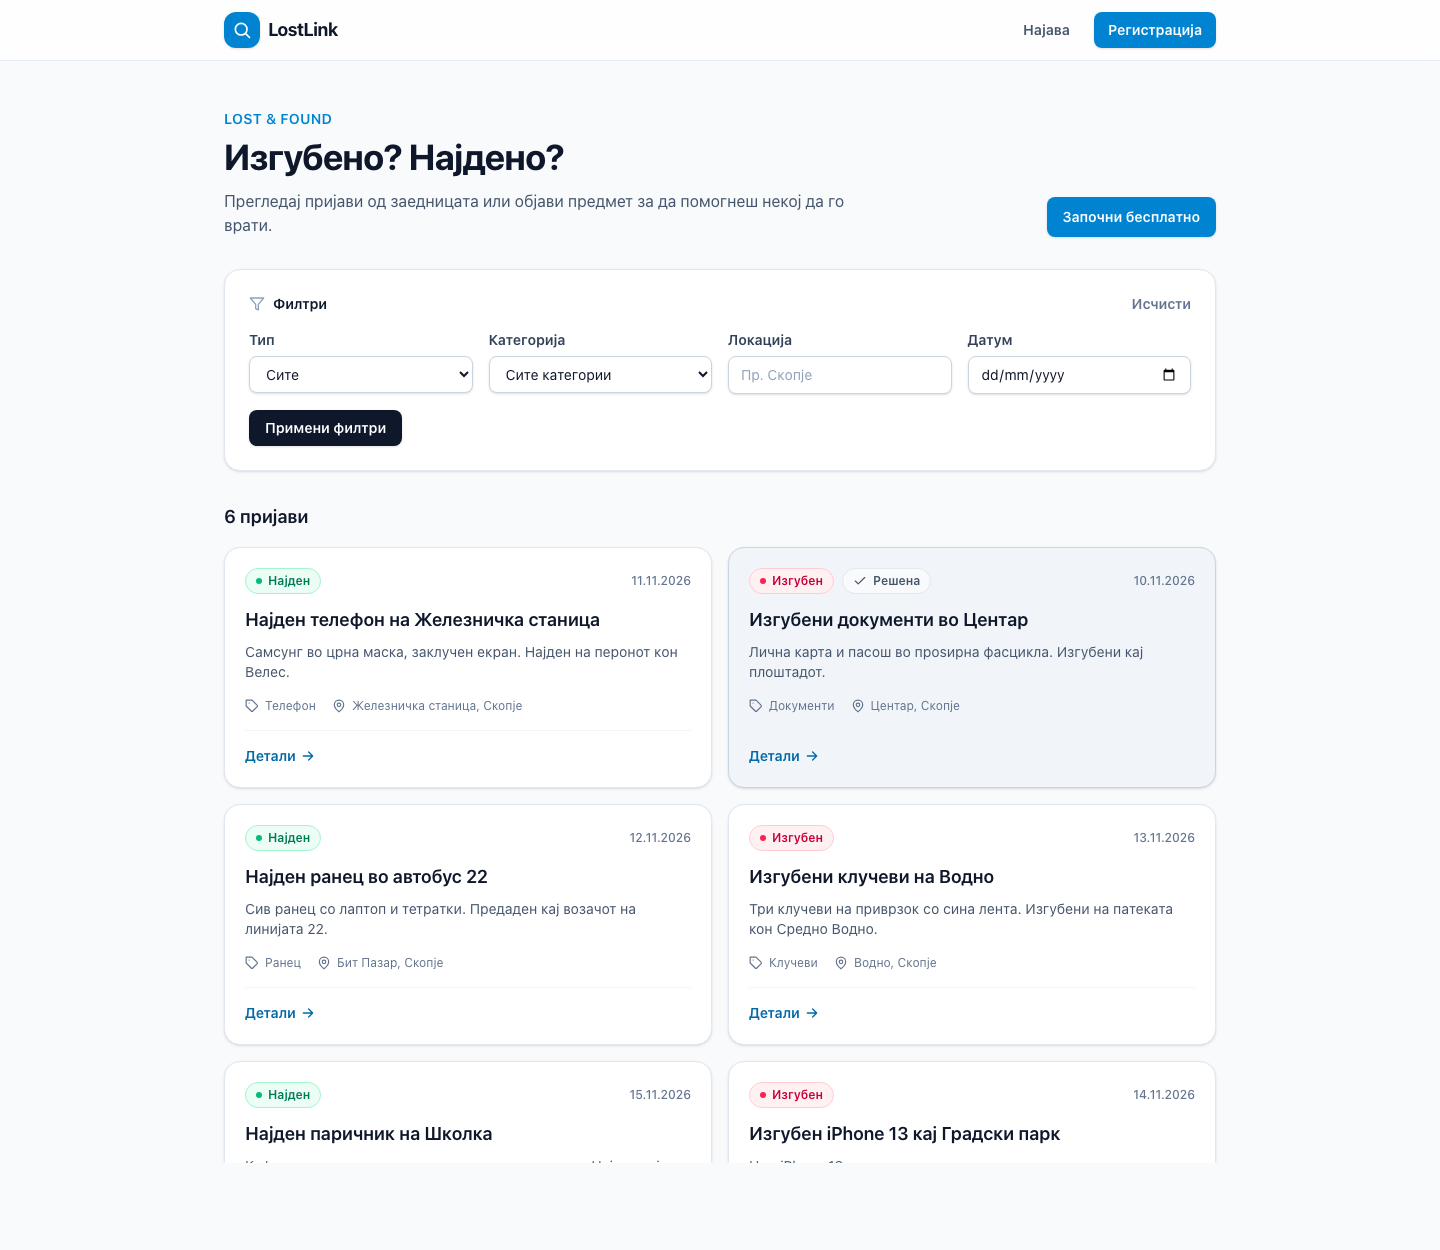 LostLink
Најава
Регистрација
LOST & FOUND
Изгубено? Најдено?
Прегледај пријави од заедницата или објави предмет за да помогнеш некој да го
врати.
Започни бесплатно
Филтри
Исчисти
Тип
Категорија
Локација
Датум
Сите
Сите категории
Пр. Скопје
dd/mm/yyyy
Примени филтри
6 пријави
Најден
11.11.2026
Најден телефон на Железничка станица
Самсунг во црна маска, заклучен екран. Најден на перонот кон
Велес.
Телефон
Железничка станица, Скопје
Детали →
Изгубен
Решена
10.11.2026
Изгубени документи во Центар
Лична карта и пасош во проѕирна фасцикла. Изгубени кај
плоштадот.
Документи
Центар, Скопје
Детали →
Најден
12.11.2026
Најден ранец во автобус 22
Сив ранец со лаптоп и тетратки. Предаден кај возачот на
линијата 22.
Ранец
Бит Пазар, Скопје
Детали →
Изгубен
13.11.2026
Изгубени клучеви на Водно
Три клучеви на приврзок со сина лента. Изгубени на патеката
кон Средно Водно.
Клучеви
Водно, Скопје
Детали →
Најден
15.11.2026
Најден паричник на Школка
Изгубен
14.11.2026
Изгубен iPhone 13 кај Градски парк